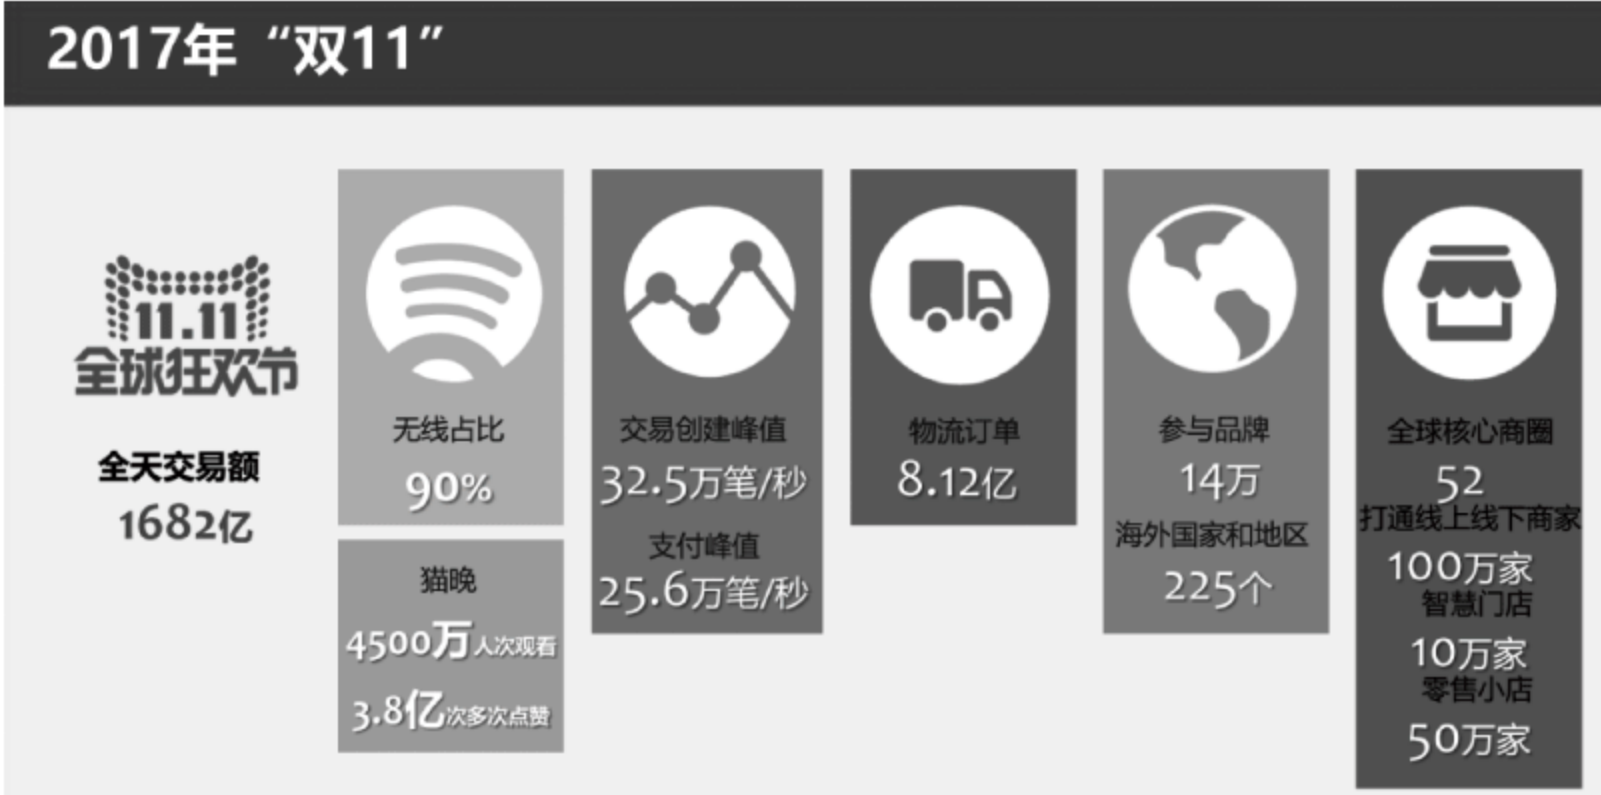 2017年“双11”
11.11
全球狂欢节
全天交易额
1682亿
无线占比
90%
猫晚
4500万人次观看
3.8亿次多次点赞
交易创建峰值
32.5万笔/秒
支付峰值
25.6万笔/秒
物流订单
8.12亿
参与品牌
14万
海外国家和地区
225个
全球核心商圈
52
打通线上线下商家
100万家
智慧门店
10万家
零售小店
50万家